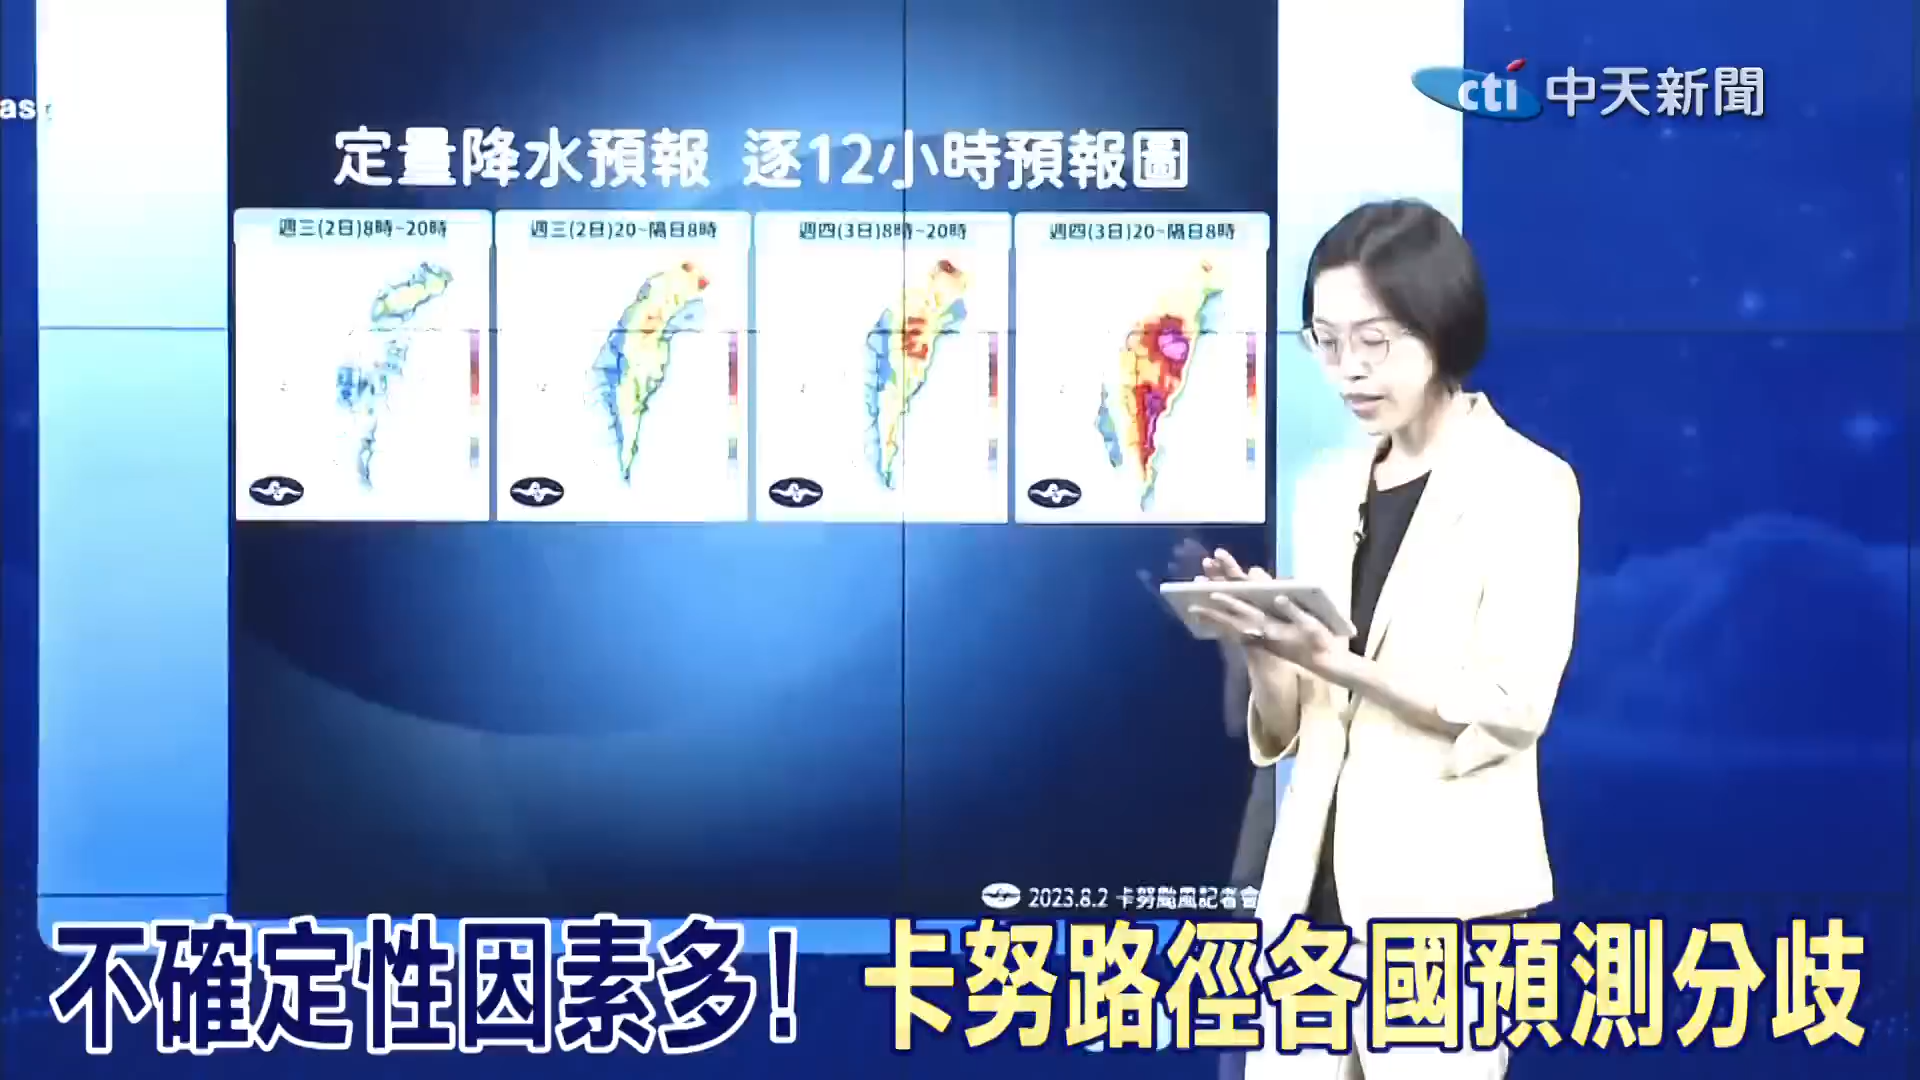 as
cti 中天新聞
定量降水預報 逐12小時預報圖
週三(2日)8時~20時
週三(2日)20~隔日8時
週四(3日)8時~20時
週四(3日)20~隔日8時
2023.8.2 卡努颱風記者會
不確定性因素多! 卡努路徑各國預測分歧